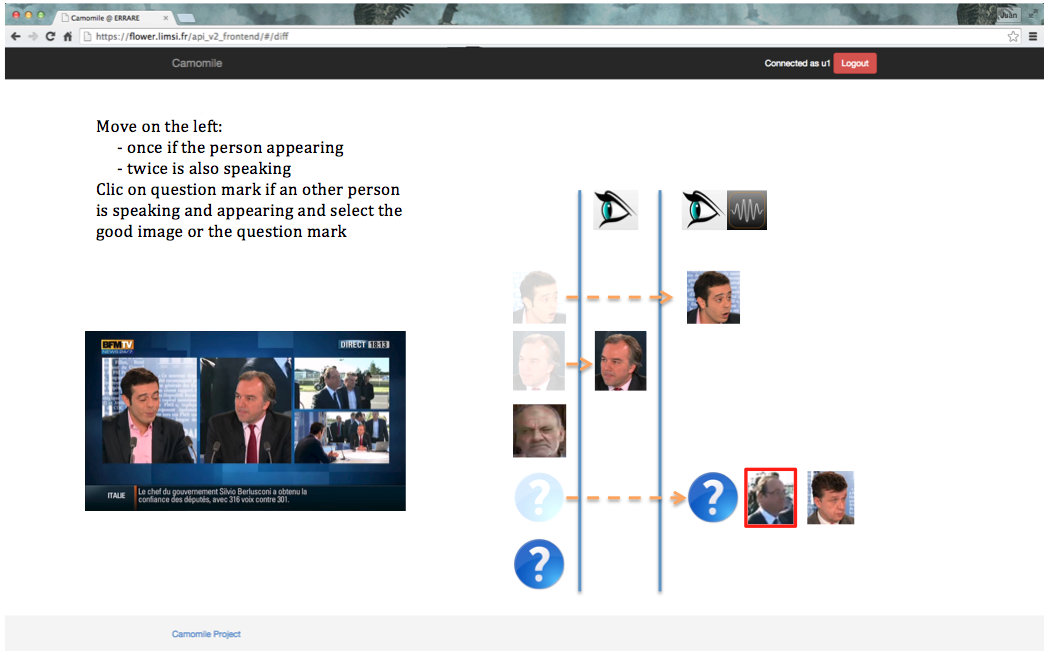 Camomile @ ERRARE
Juan
https://flower.limsi.fr/api_v2_frontend/#/diff
Camomile
Connected as u1
Logout
Move on the left:
- once if the person appearing
- twice is also speaking
Clic on question mark if an other person
is speaking and appearing and select the
good image or the question mark
BFMTV
NEWS 24/7
DIRECT 18:13
ITALIE
Le chef du gouvernement Silvio Berlusconi a obtenu la
confiance des députés, avec 316 voix contre 301.
?
?
?
Camomile Project